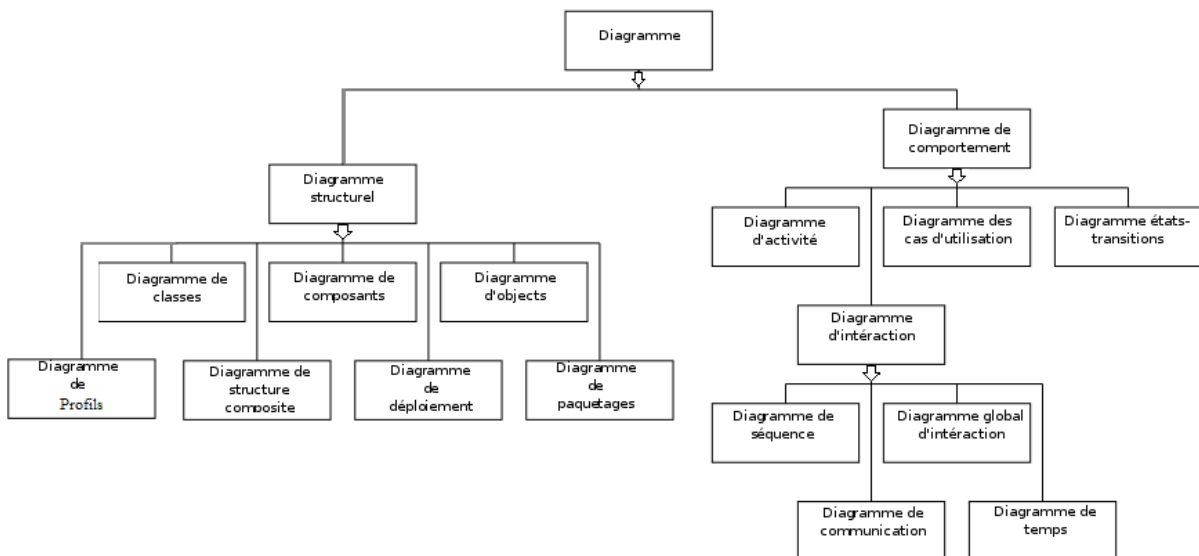 Diagramme
Diagramme de
comportement
Diagramme
structurel
Diagramme
d'activité
Diagramme des
cas d'utilisation
Diagramme états-
transitions
Diagramme de
classes
Diagramme de
composants
Diagramme
d'objects
Diagramme
d'intéraction
Diagramme
de
Profils
Diagramme de
structure
composite
Diagramme
de
déploiement
Diagramme
de
paquetages
Diagramme de
séquence
Diagramme global
d'intéraction
Diagramme de
communication
Diagramme de
temps